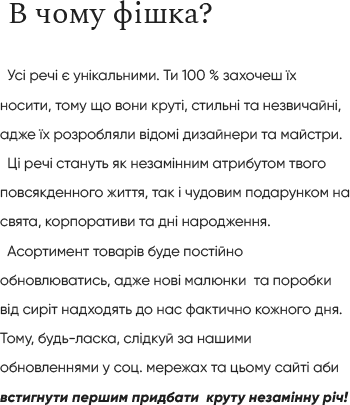 В чому фішка?
Усі речі є унікальними. Ти 100 % захочеш їх
носити, тому що вони круті, стильні та незвичайні,
адже їх розробляли відомі дизайнери та майстри.
Ці речі стануть як незамінним атрибутом твого
повсякденного життя, так і чудовим подарунком на
свята, корпоративи та дні народження.
Асортимент товарів буде постійно
обновлюватись, адже нові малюнки та поробки
від сиріт надходять до нас фактично кожного дня.
Тому, будь-ласка, слідкуй за нашими
обновленнями у соц. мережах та цьому сайті аби
встигнути першим придбати круту незамінну річ!